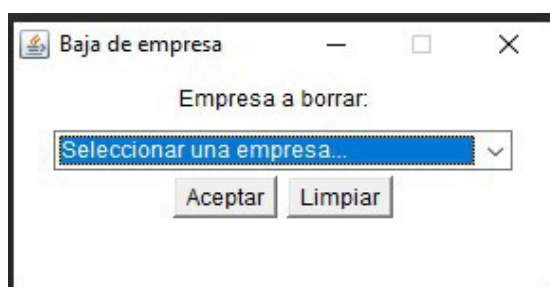 Baja de empresa
Empresa a borrar:
Seleccionar una empresa...
Aceptar Limpiar